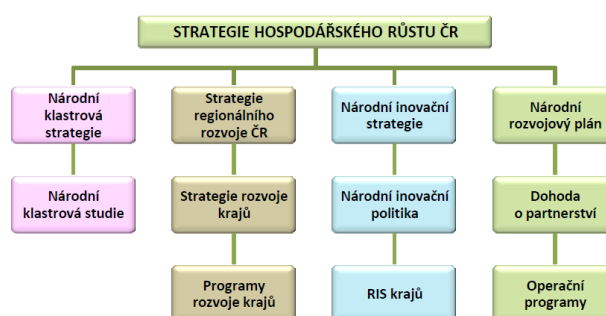 STRATEGIE HOSPODÁŘSKÉHO RŮSTU ČR
Národní
klastrová
strategie
Strategie
regionálního
rozvoje ČR
Národní inovační
strategie
Národní
rozvojový plán
Národní
klastrová studie
Strategie rozvoje
krajů
Národní inovační
politika
Dohoda
o partnerství
Programy
rozvoje krajů
RIS krajů
Operační
programy